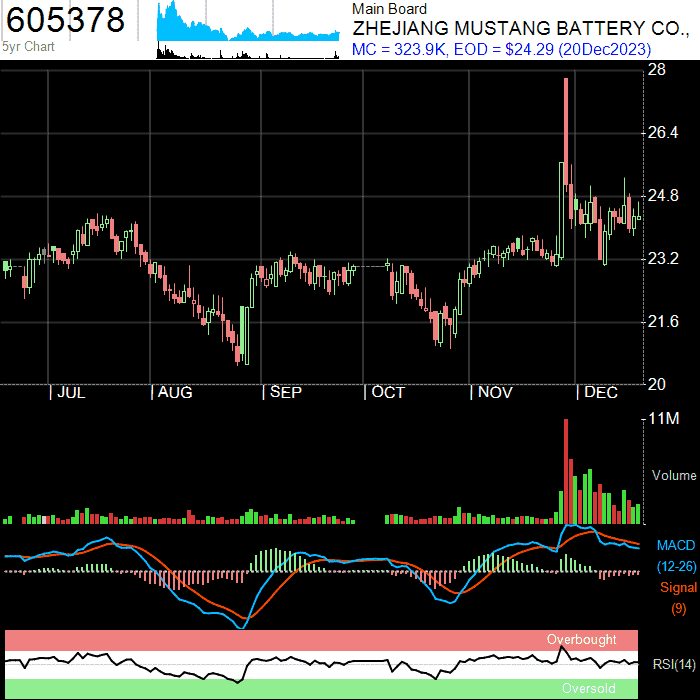 605378
5yr Chart
Main Board
ZHEJIANG MUSTANG BATTERY CO.,
MC = 323.9K, EOD = $24.29 (20Dec2023)
28
26.4
24.8
23.2
21.6
20
| JUL | AUG | SEP | OCT | NOV | DEC
11M
Volume
MACD
(12-26)
Signal
(9)
Overbought
RSI(14)
Oversold